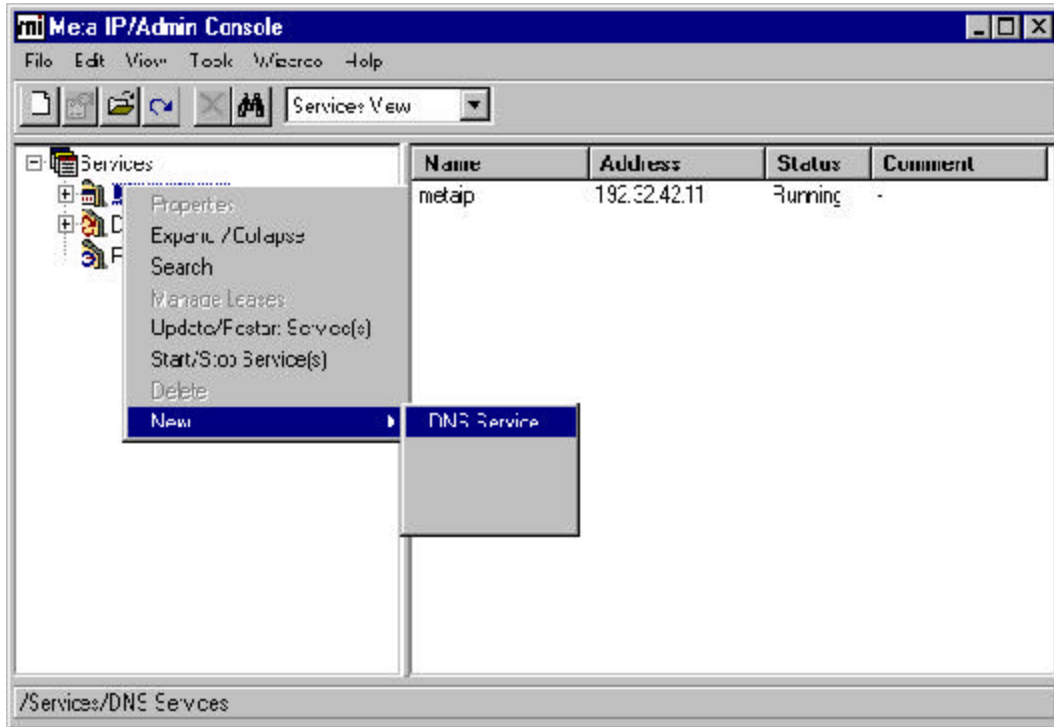 Meta IP/Admin Console
File Edit View Tools Wizards Help
Services View
Services
Name Address Status Comment
metaip 192.32.42.11 Running -
D
F
Properties
Expand /Collapse
Search
Manage Leases
Update/Restart Service(s)
Start/Stop Service(s)
Delete
New
DNS Service
/Services/DNS Services